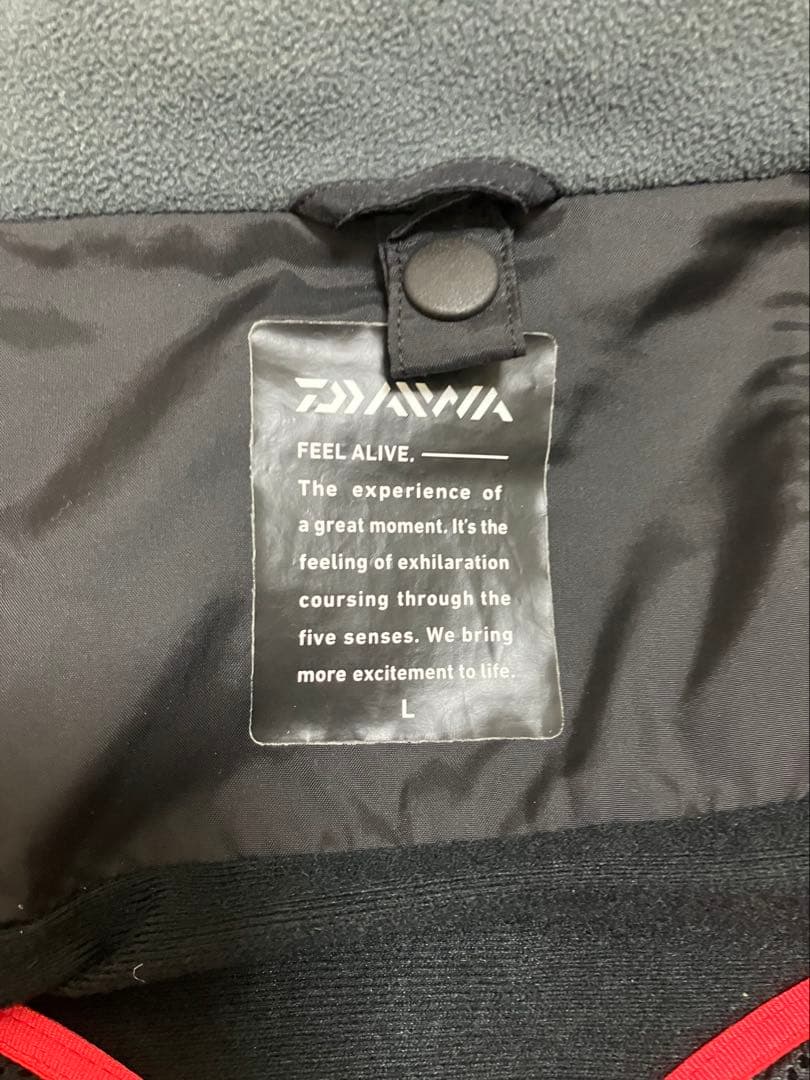 DAIWA
FEEL ALIVE.
The experience of
a great moment. It's the
feeling of exhilaration
coursing through the
five senses. We bring
more excitement to life.
L